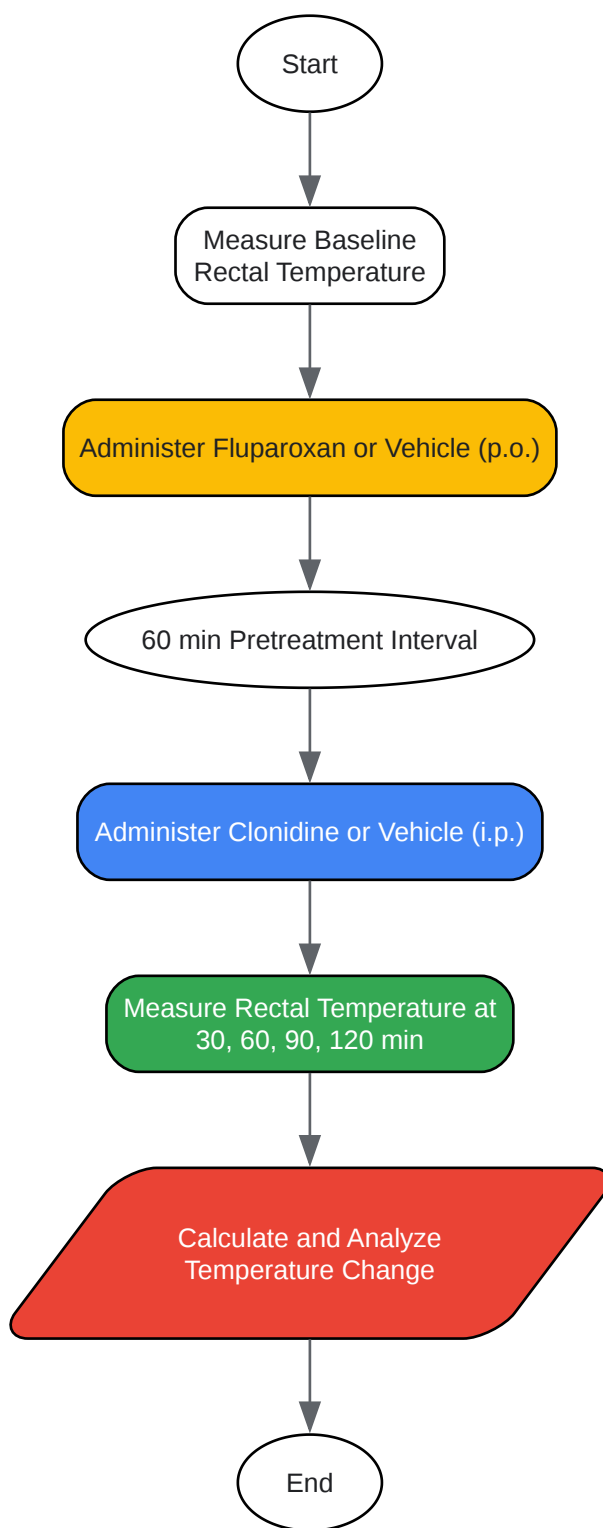 Start
Measure Baseline
Rectal Temperature
Administer Fluparoxan or Vehicle (p.o.)
60 min Pretreatment Interval
Administer Clonidine or Vehicle (i.p.)
Measure Rectal Temperature at
30, 60, 90, 120 min
Calculate and Analyze
Temperature Change
End